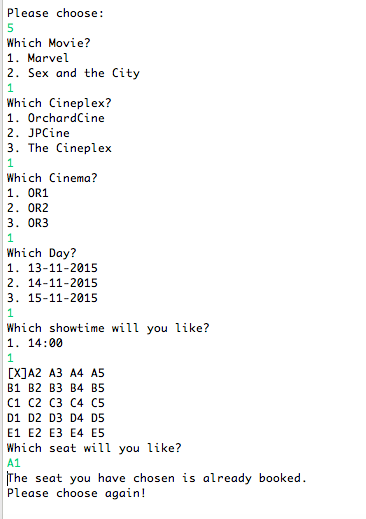 Please choose:
5
Which Movie?
1. Marvel
2. Sex and the City
1
Which Cineplex?
1. OrchardCine
2. JPCine
3. The Cineplex
1
Which Cinema?
1. OR1
2. OR2
3. OR3
1
Which Day?
1. 13-11-2015
2. 14-11-2015
3. 15-11-2015
1
Which showtime will you like?
1. 14:00
1
[X]A2 A3 A4 A5
B1 B2 B3 B4 B5
C1 C2 C3 C4 C5
D1 D2 D3 D4 D5
E1 E2 E3 E4 E5
Which seat will you like?
A1
The seat you have chosen is already booked.
Please choose again!